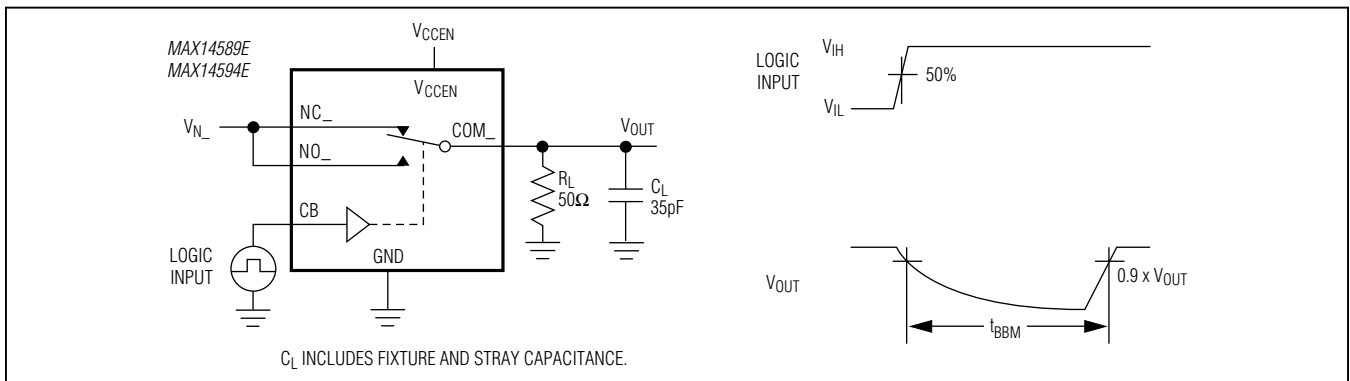 MAX14589E
MAX14594E
VCCEN
VCCEN
VN_
NC_
NO_
COM_
VOUT
RL
50Ω
CL
35pF
CB
LOGIC
INPUT
GND
CL INCLUDES FIXTURE AND STRAY CAPACITANCE.
LOGIC
INPUT
VIH
50%
VIL
VOUT
0.9 x VOUT
tBBM